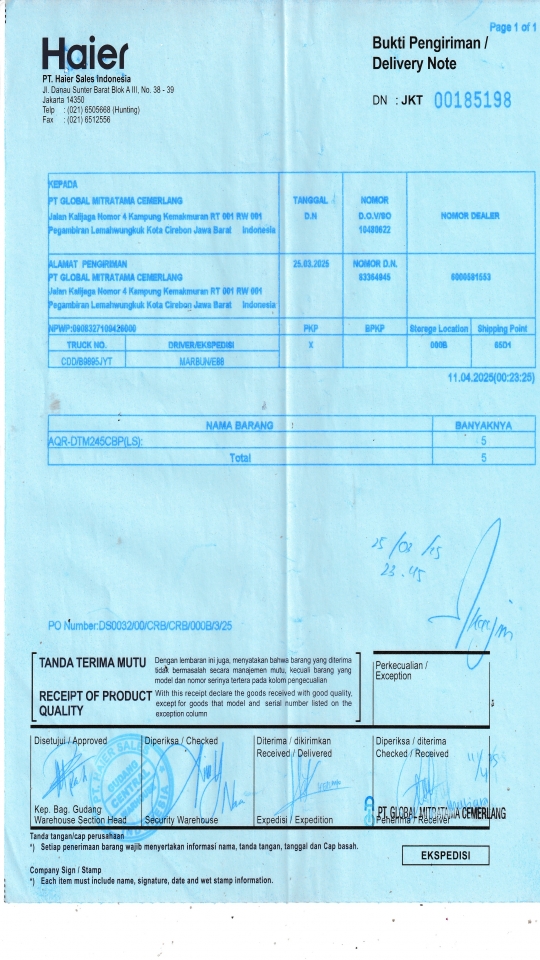 Page 1 of 1
Haier
Bukti Pengiriman /
Delivery Note
PT. Haier Sales Indonesia
Jl. Danau Sunter Barat Blok A III, No. 38 - 39
Jakarta 14350
Telp : (021) 6505668 (Hunting)
Fax : (021) 6512556
DN : JKT 00185198
KEPADA
PT GLOBAL MITRATAMA CEMERLANG TANGGAL NOMOR
Jalan Kalijaga Nomor 4 Kampung Kemakmuran RT 001 RW 001 D.N D.O.V/SO NOMOR DEALER
Pegambiran Lemahwungkuk Kota Cirebon Jawa Barat Indonesia 10480622
ALAMAT PENGIRIMAN 25.03.2025 NOMOR D.N.
PT GLOBAL MITRATAMA CEMERLANG 83364845
Jalan Kalijaga Nomor 4 Kampung Kemakmuran RT 001 RW 001
Pegambiran Lemahwungkuk Kota Cirebon Jawa Barat Indonesia
PKP BPKP Storege Location Shipping Point
TRUCK NO. DRIVER/EKSPEDISI X 000B 65D1
MARBUN/E88
11.04.2025(00:23:25)
NAMA BARANG BANYAKNYA
AQR-DTM245CBP(LS): 5
Total 5
23.45
PO Number:DS0032/00/CRB/CRB/000B/3/25
TANDA TERIMA MUTU Dengan lembaran ini juga, menyatakan bahwa barang yang diterima
tidak bermasalah secara manajemen mutu, kecuali barang yang
model dan nomor serinya tertera pada kolom pengecualian
RECEIPT OF PRODUCT QUALITY With this receipt declare the goods received with good quality,
except for goods that model and serial number listed on the
exception column
Perkecualian /
Exception
Disetujui / Approved Diperiksa / Checked Diterima / dikirimkan Diperiksa / diterima
Received / Delivered Checked / Received
GUDANG
CENTRAL
Kep. Bag. Gudang PT. GLOBAL MITRATAMA CEMERLANG
Warehouse Section Head Security Warehouse Expedisi / Expedition Penerima / Receiver
Tanda tangan/cap perusahaan
*) Setiap penerimaan barang wajib menyertakan informasi nama, tanda tangan, tanggal dan Cap basah.
EKSPEDISI
Company Sign / Stamp
*) Each item must include name, signature, date and wet stamp information.